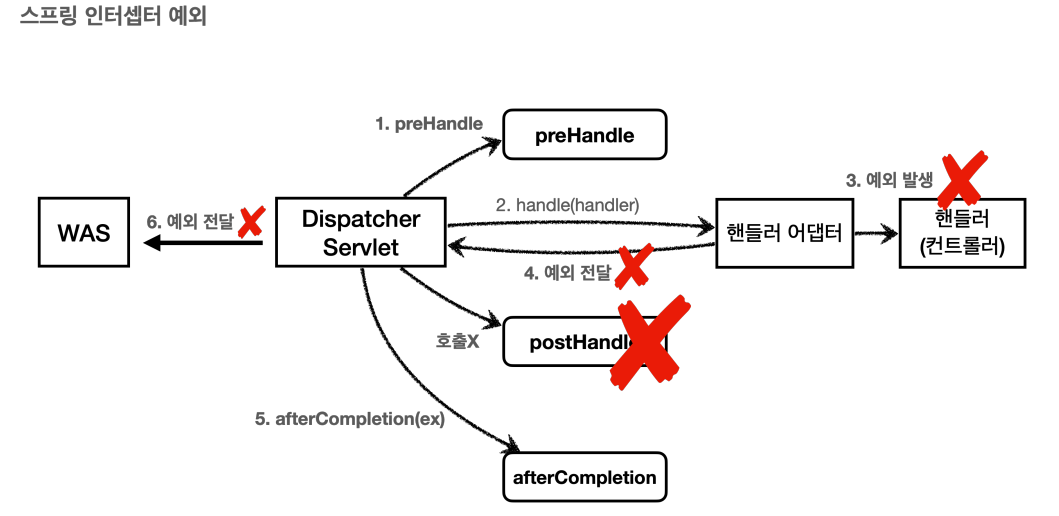 스프링 인터셉터 예외
1. preHandle
preHandle
3. 예외 발생
2. handle(handler)
6. 예외 전달
WAS
Dispatcher
Servlet
핸들러 어댑터
핸들러
(컨트롤러)
4. 예외 전달
호출X
postHandle
5. afterCompletion(ex)
afterCompletion